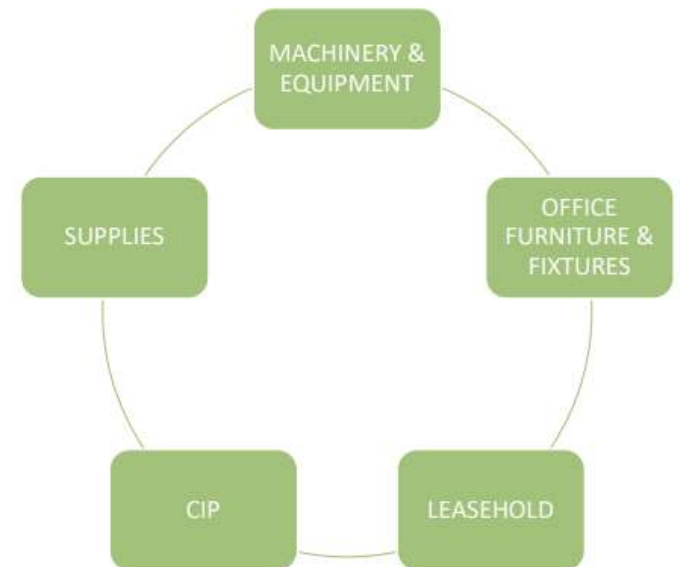 MACHINERY &
EQUIPMENT
OFFICE
FURNITURE &
FIXTURES
LEASEHOLD
CIP
SUPPLIES